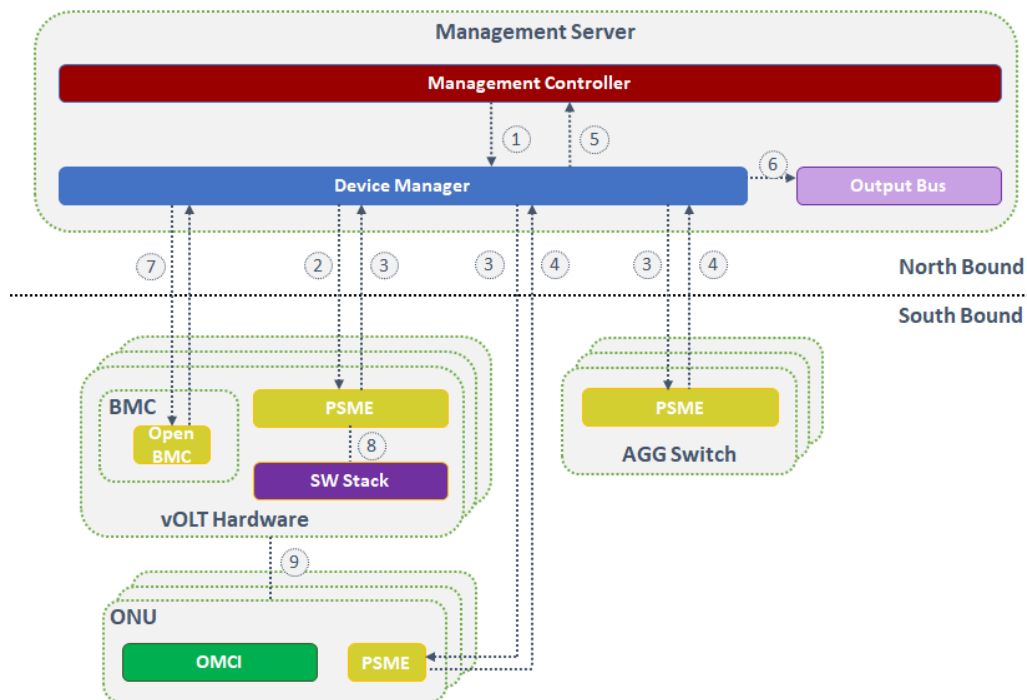 Management Server
Management Controller
1
5
6
Device Manager
Output Bus
7
2
3
3
4
3
4
North Bound
South Bound
BMC
PSME
PSME
Open
BMC
8
AGG Switch
SW Stack
vOLT Hardware
9
ONU
OMCI
PSME